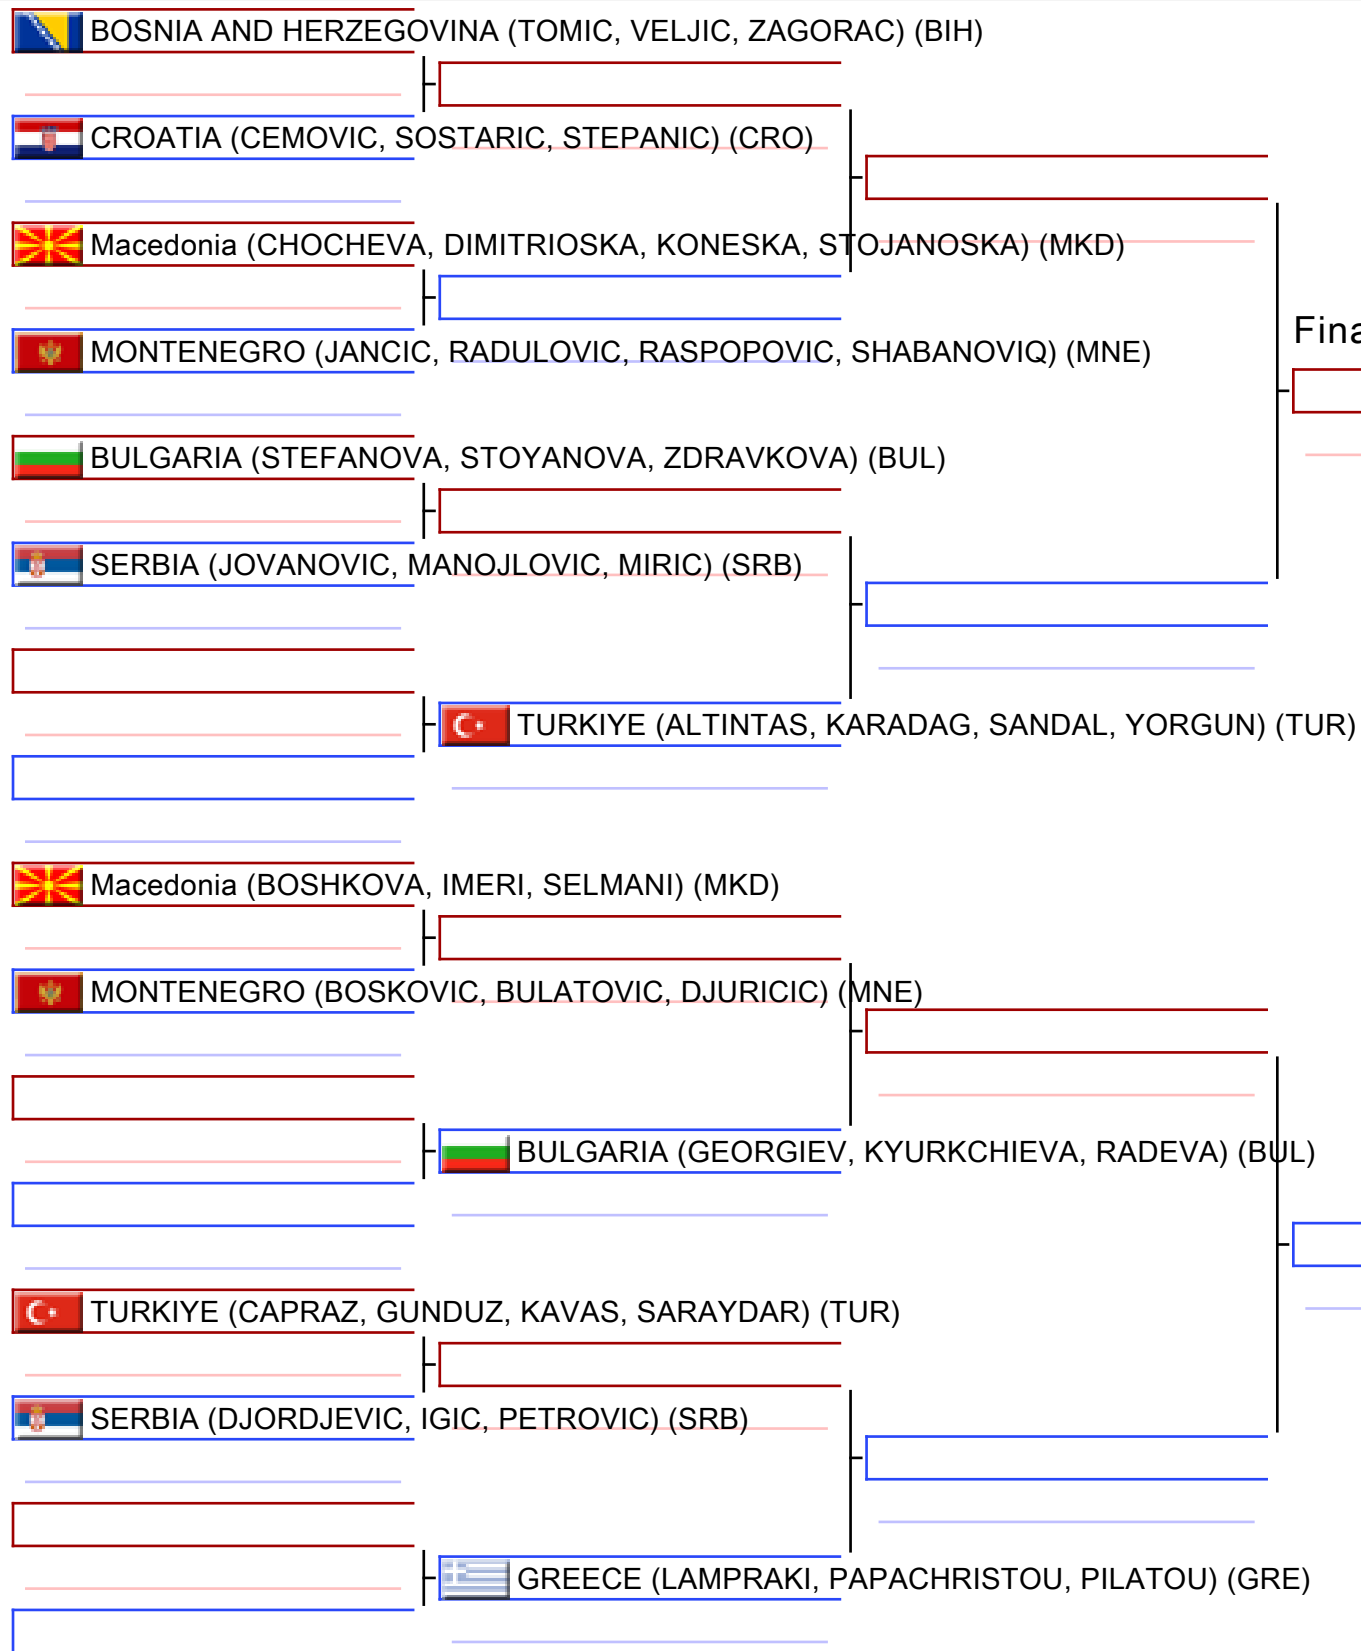 BOSNIA AND HERZEGOVINA (TOMIC, VELJIC, ZAGORAC) (BIH)
CROATIA (CEMOVIC, SOSTARIC, STEPANIC) (CRO)
Macedonia (CHOCHEVA, DIMITRIOSKA, KONESKA, STOJANOSKA) (MKD)
Fina
MONTENEGRO (JANCIC, RADULOVIC, RASPOPOVIC, SHABANOVIQ) (MNE)
BULGARIA (STEFANOVA, STOYANOVA, ZDRAVKOVA) (BUL)
SERBIA (JOVANOVIC, MANOJLOVIC, MIRIC) (SRB)
TURKIYE (ALTINTAS, KARADAG, SANDAL, YORGUN) (TUR)
Macedonia (BOSHKOVA, IMERI, SELMANI) (MKD)
MONTENEGRO (BOSKOVIC, BULATOVIC, DJURICIC) (MNE)
BULGARIA (GEORGIEV, KYURKCHIEVA, RADEVA) (BUL)
TURKIYE (CAPRAZ, GUNDUZ, KAVAS, SARAYDAR) (TUR)
SERBIA (DJORDJEVIC, IGIC, PETROVIC) (SRB)
GREECE (LAMPRAKI, PAPACHRISTOU, PILATOU) (GRE)